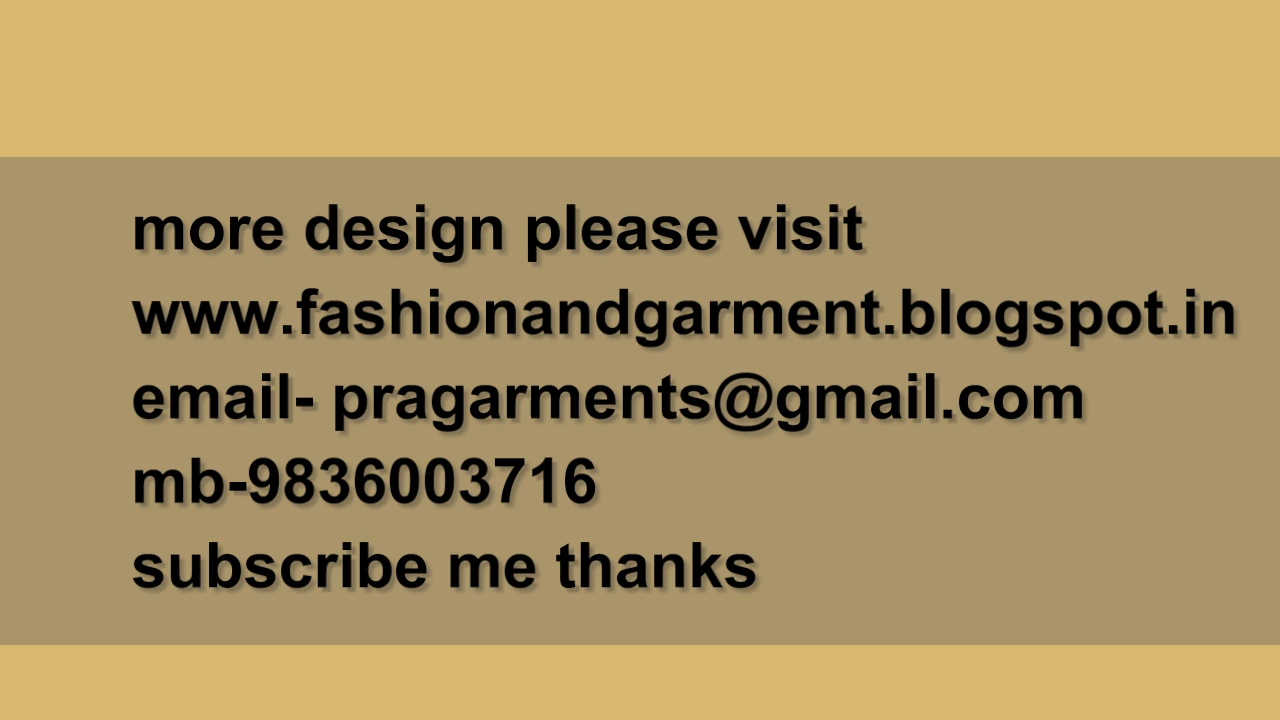 more design please visit
www.fashionandgarment.blogspot.in
email- pragarments@gmail.com
mb-9836003716
subscribe me thanks